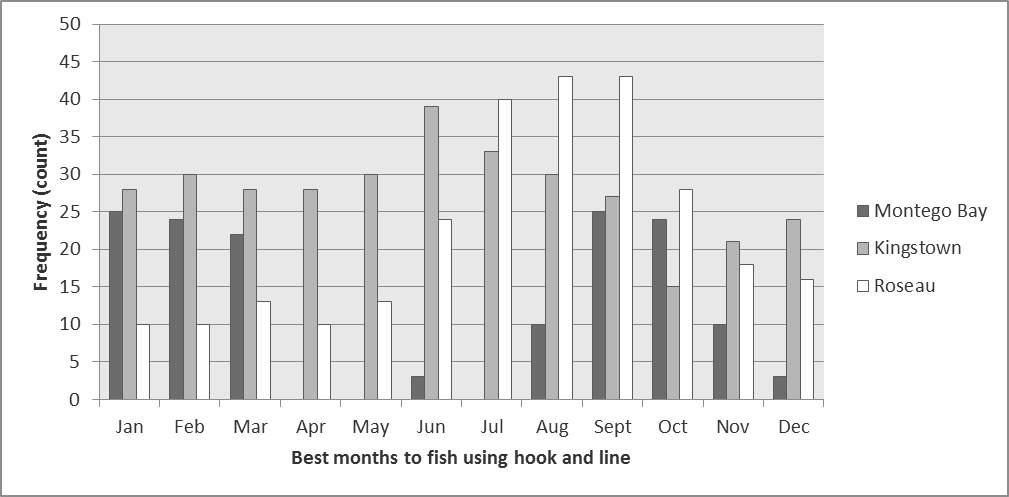 Frequency (count)
50
45
40
35
30
25
20
15
10
5
0
Jan Feb Mar Apr May Jun Jul Aug Sept Oct Nov Dec
Best months to fish using hook and line
Montego Bay
Kingstown
Roseau